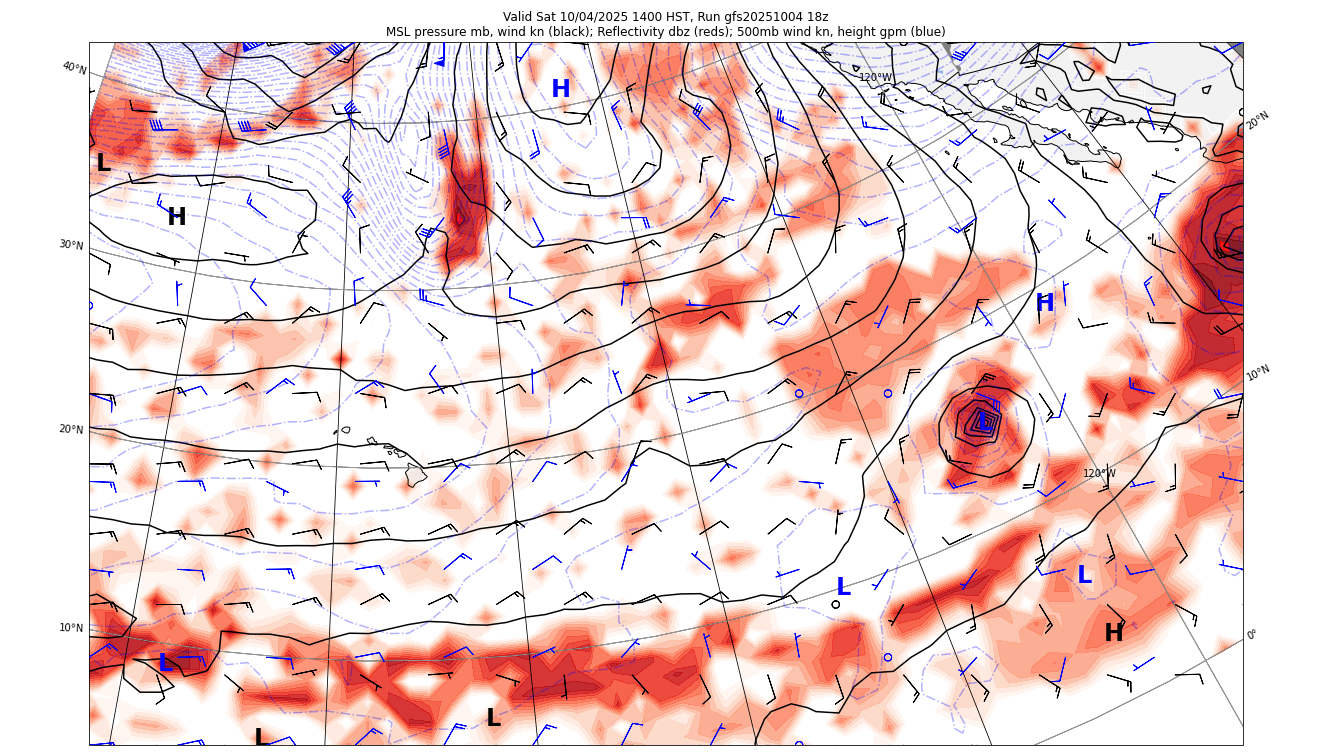 Valid Sat 10/04/2025 1400 HST, Run gfs20251004 18z
MSL pressure mb, wind kn (black); Reflectivity dbz (reds); 500mb wind kn, height gpm (blue)
40°N
120°W
H
20°N
L
H
30°N
H
10°N
20°N
L
120°W
L
L
10°N
H
0°
L
L
L